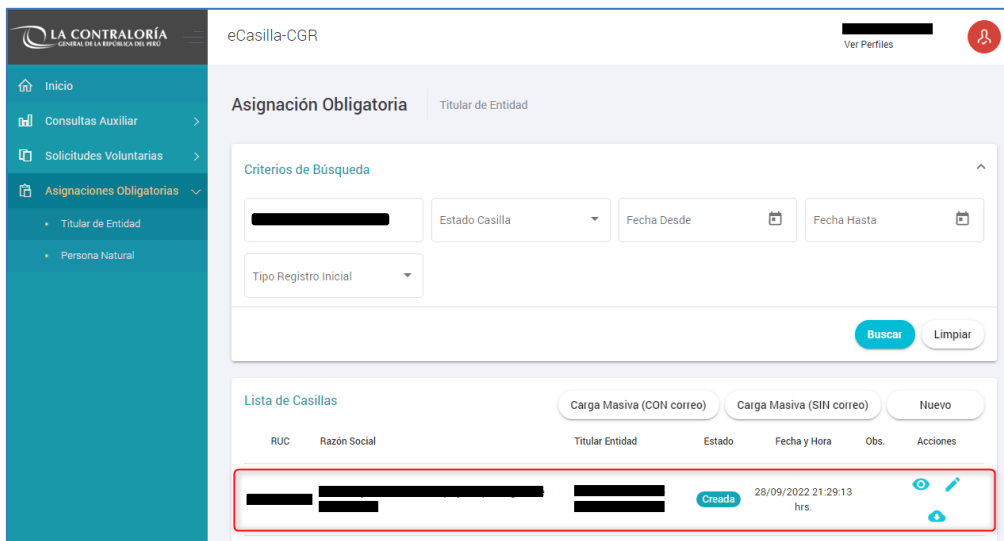 LA CONTRALORÍA
GENERAL DE LA REPÚBLICA DEL PERÚ
eCasilla-CGR
Ver Perfiles
Inicio
Consultas Auxiliar
Solicitudes Voluntarias
Asignaciones Obligatorias
Titular de Entidad
Persona Natural
Asignación Obligatoria
Titular de Entidad
Criterios de Búsqueda
Estado Casilla
Fecha Desde
Fecha Hasta
Tipo Registro Inicial
Buscar
Limpiar
Lista de Casillas
Carga Masiva (CON correo)
Carga Masiva (SIN correo)
Nuevo
RUC Razón Social Titular Entidad Estado Fecha y Hora Obs. Acciones
Creada
28/09/2022 21:29:13
hrs.